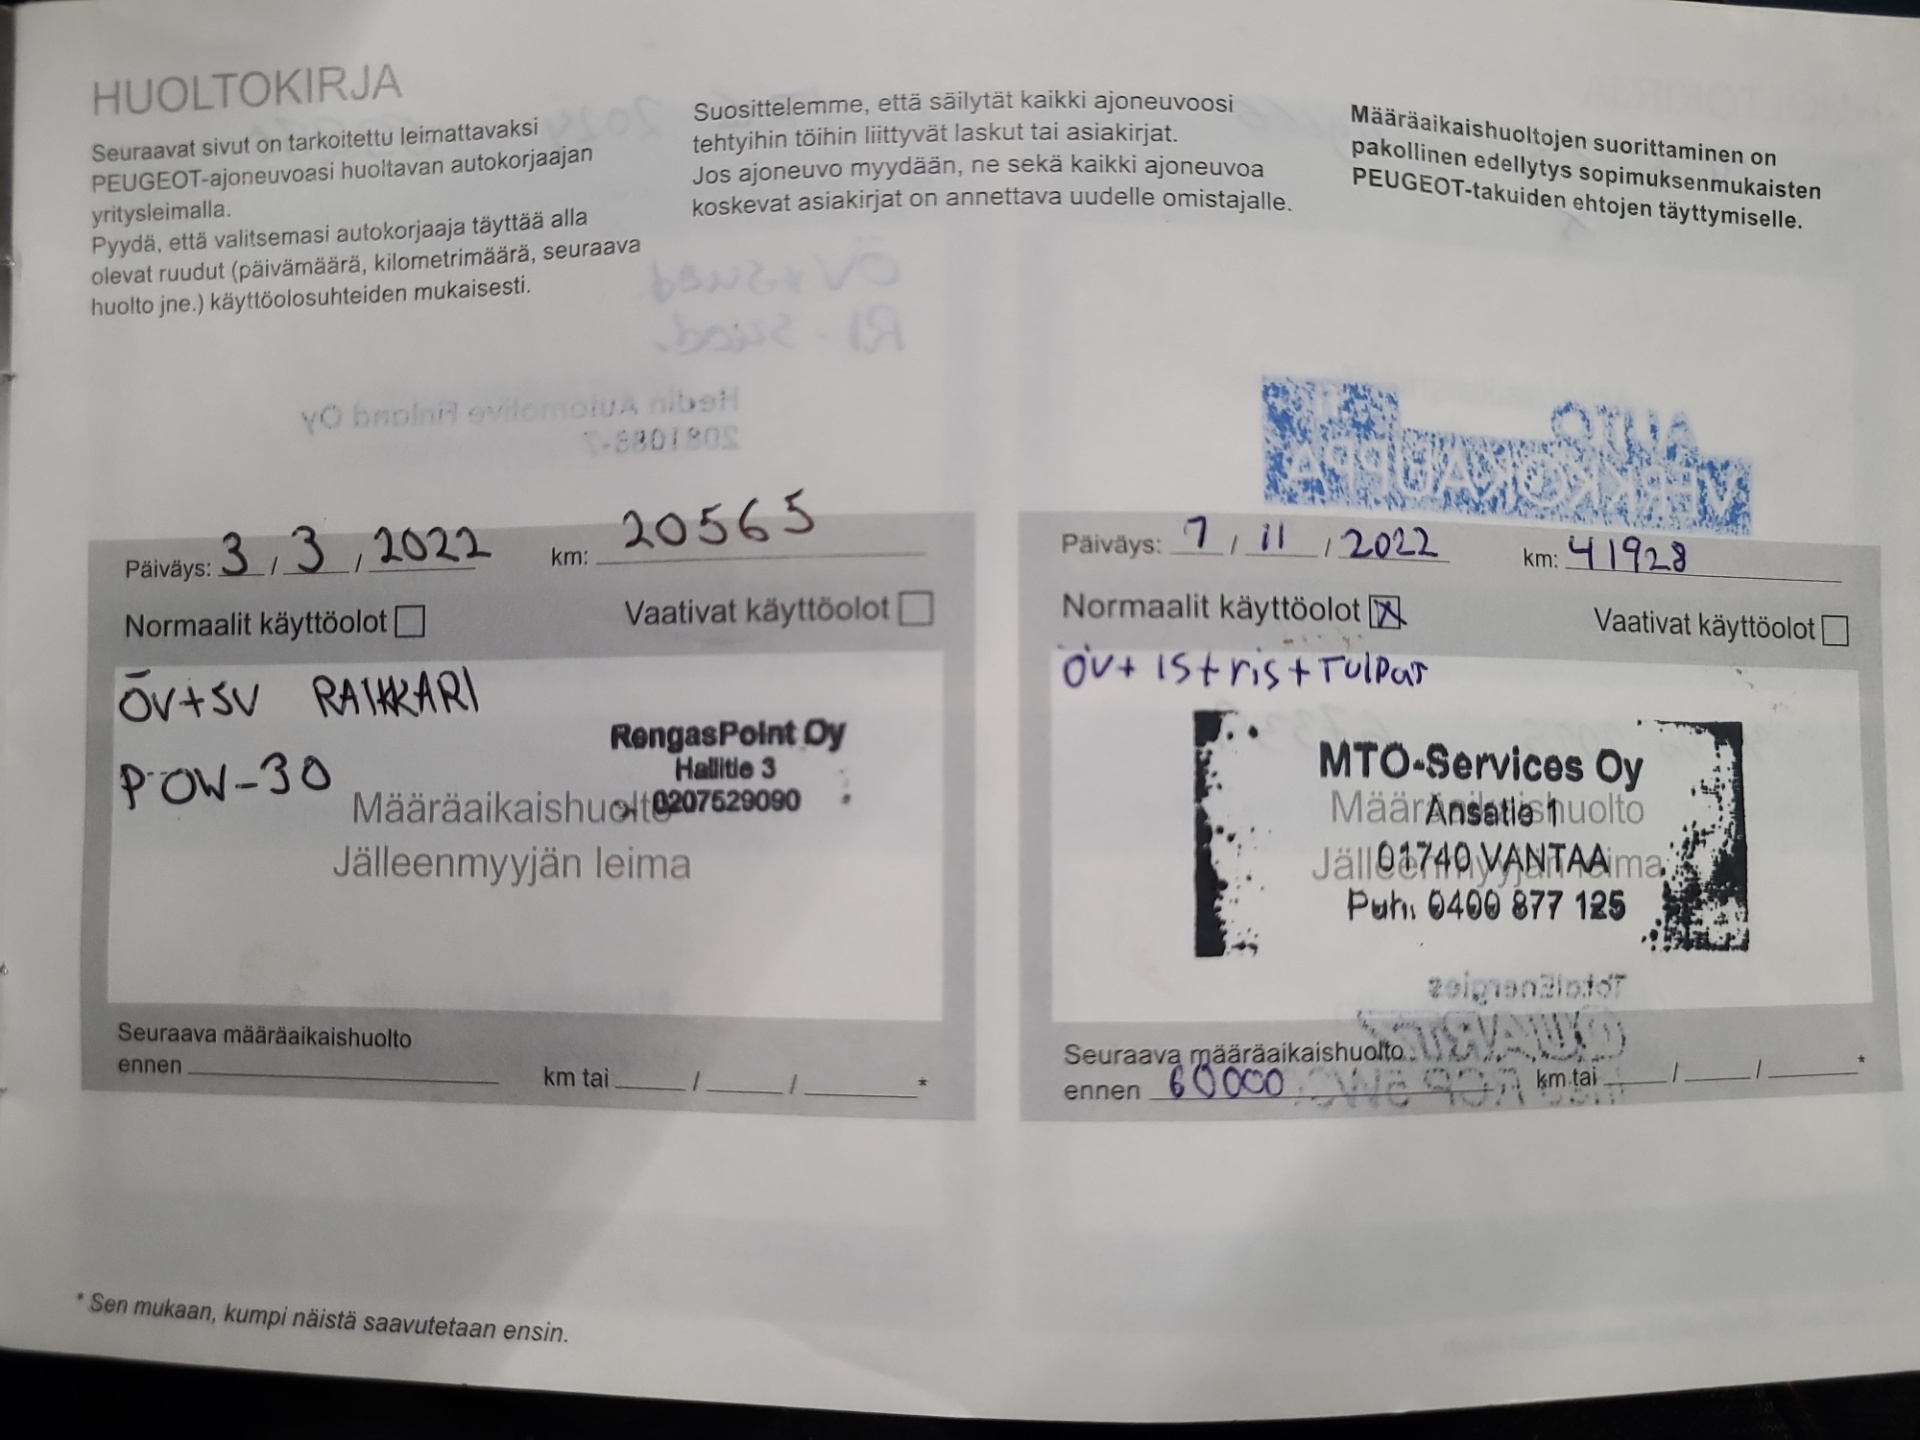 HUOLTOKIRJA
Seuraavat sivut on tarkoitettu leimattavaksi
PEUGEOT-ajoneuvoasi huoltavan autokorjaajan
yritysleimalla.
Pyydä, että valitsemasi autokorjaaja täyttää alla
olevat ruudut (päivämäärä, kilometrimäärä, seuraava
huolto jne.) käyttöolosuhteiden mukaisesti.
Suosittelemme, että säilytät kaikki ajoneuvoosi
tehtyihin töihin liittyvät laskut tai asiakirjat.
Jos ajoneuvo myydään, ne sekä kaikki ajoneuvoa
koskevat asiakirjat on annettava uudelle omistajalle.
Määräaikaishuoltojen suorittaminen on
pakollinen edellytys sopimuksenmukaisten
PEUGEOT-takuiden ehtojen täyttymiselle.
Päiväys: 3 / 3 / 2022 km: 20565
Normaalit käyttöolot Vaativat käyttöolot
ÖV+SV RAIKKARI
POW-30
RengasPoint Oy
Hallitie 3
0207529090
Määräaikaishuolto
Jälleenmyyjän leima
Seuraava määräaikaishuolto
ennen km tai / / *
AUTO
VERKKOKAUPPA
Päiväys: 7 / 11 / 2022 km: 41928
Normaalit käyttöolot X Vaativat käyttöolot
ÖV+ IS+ris+TUlPat
MTO-Services Oy
Ansatie 1
01740 VANTAA
Puh. 0400 877 125
Määräaikaishuolto
Jälleenmyyjän leima
Seuraava määräaikaishuolto
ennen 60000 km tai / / *
* Sen mukaan, kumpi näistä saavutetaan ensin.